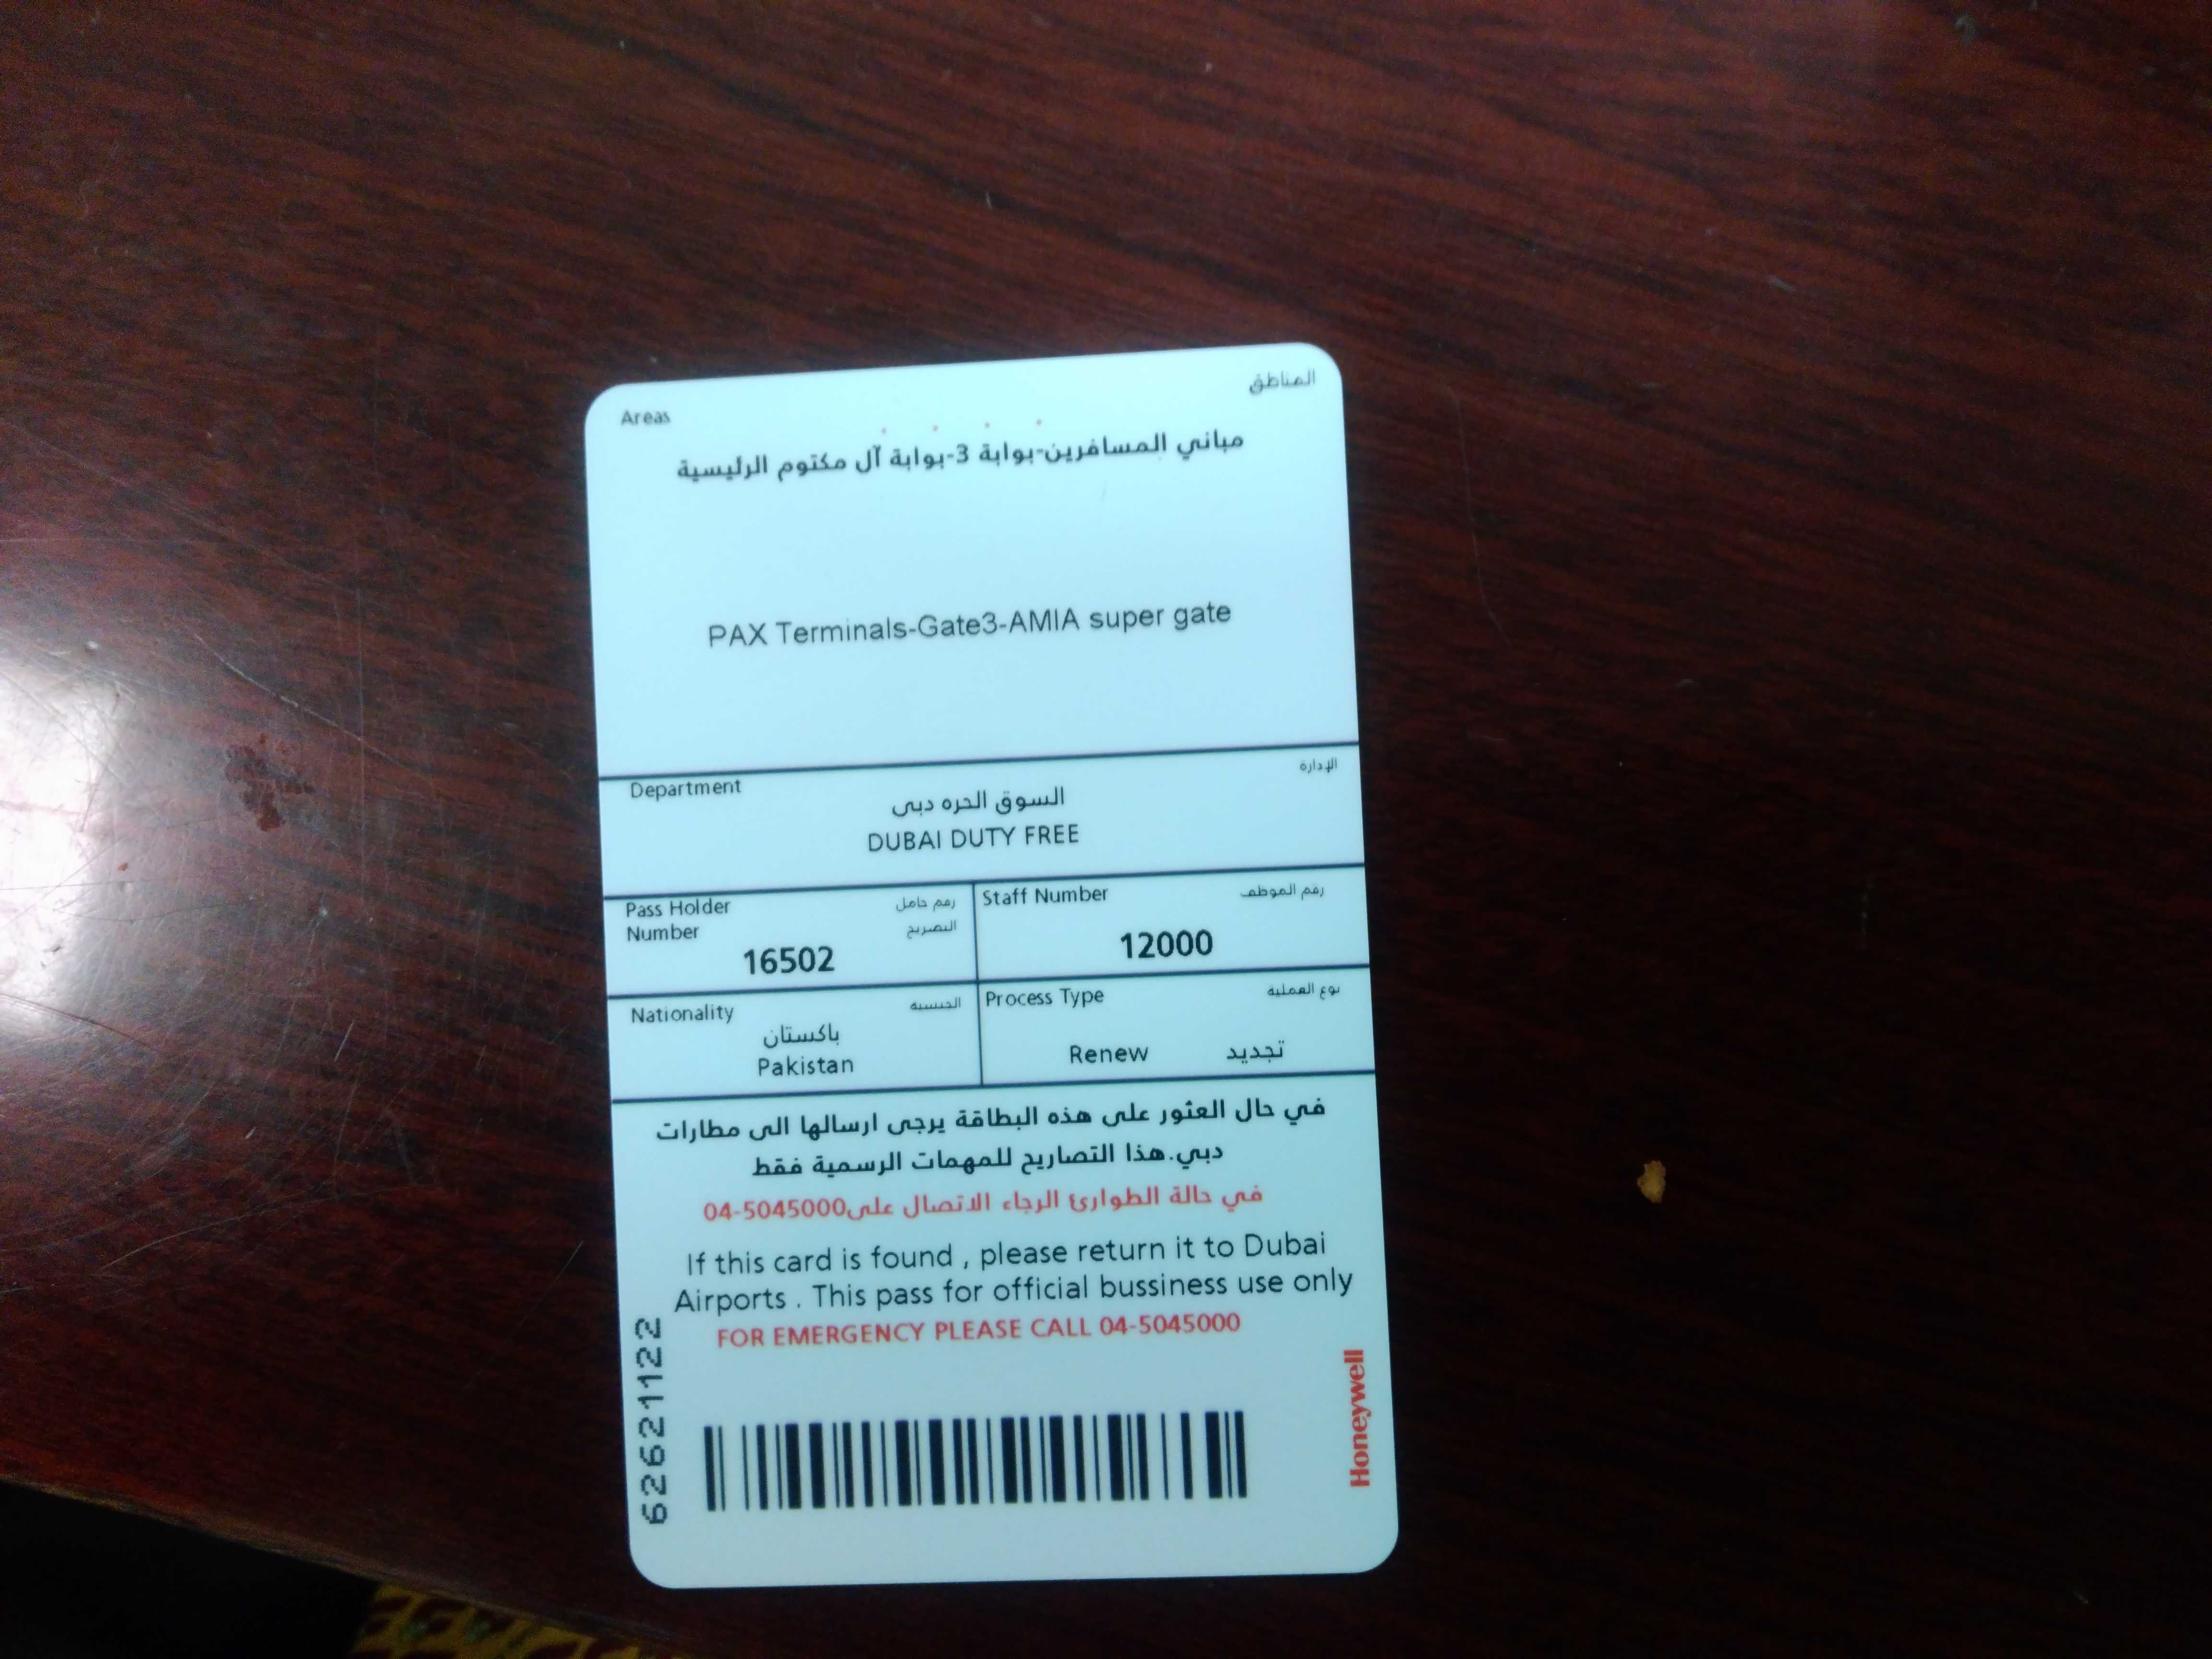 Areas المناطق
مباني المسافرين-بوابة 3-بوابة آل مكتوم الرئيسية
PAX Terminals-Gate3-AMIA super gate
Department الإدارة
السوق الحره دبى
DUBAI DUTY FREE
Pass Holder رقم حامل
Number التصريح
16502
Staff Number رقم الموظف
12000
Nationality الجنسية
باكستان
Pakistan
Process Type نوع العملية
Renew تجديد
في حال العثور على هذه البطاقة يرجى ارسالها الى مطارات
دبي.هذا التصاريح للمهمات الرسمية فقط
في حالة الطوارئ الرجاء الاتصال على04-5045000
If this card is found , please return it to Dubai
Airports . This pass for official bussiness use only
FOR EMERGENCY PLEASE CALL 04-5045000
62621122
Honeywell